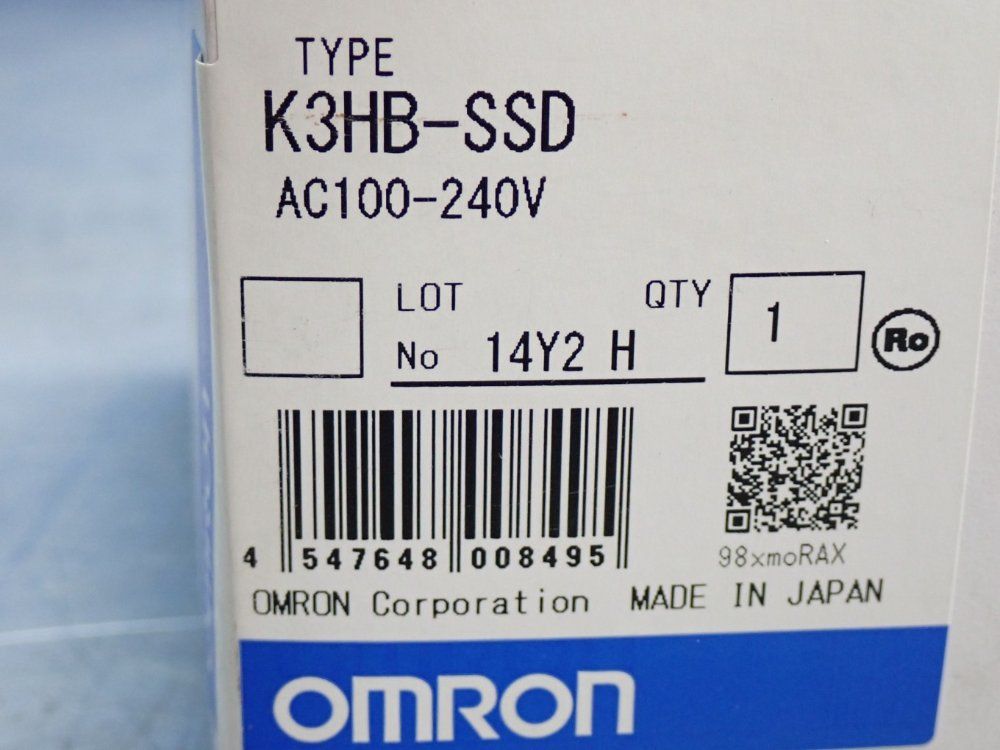 TYPE
K3HB-SSD
AC100-240V
LOT
No 14Y2 H
QTY 1
Ro
4 547648 008495
98xmoRAX
OMRON Corporation MADE IN JAPAN
OMRON